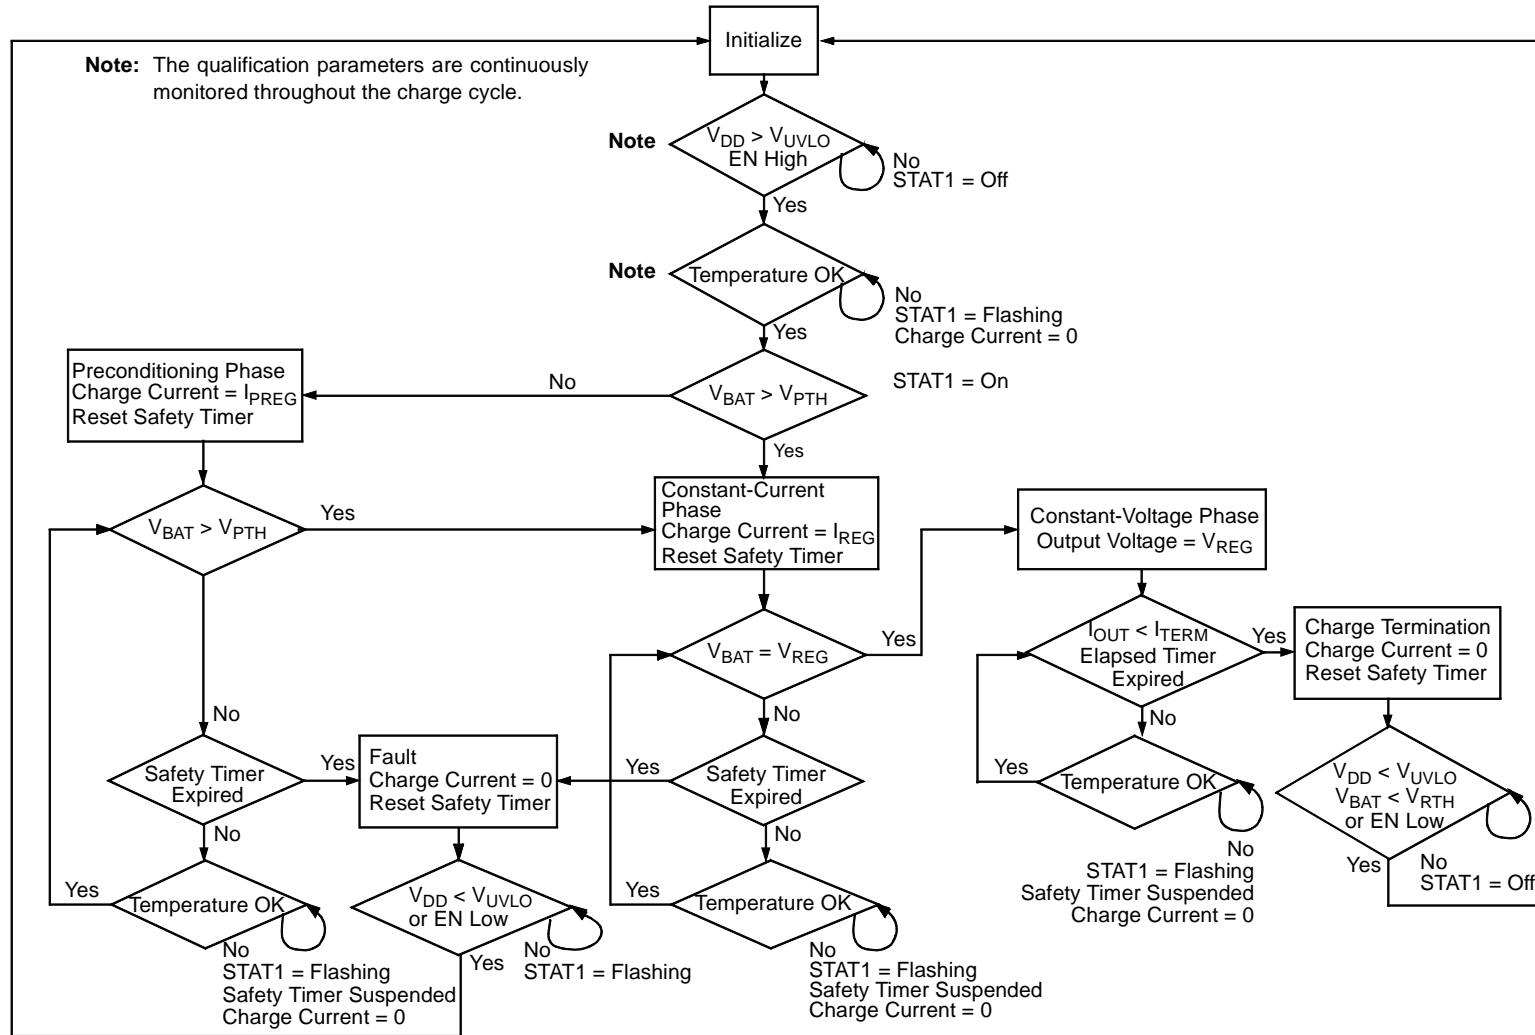 Initialize
Note: The qualification parameters are continuously
monitored throughout the charge cycle.
Note
VDD > VUVLO
EN High
No
STAT1 = Off
Yes
Note
Temperature OK
No
STAT1 = Flashing
Charge Current = 0
Yes
Preconditioning Phase
Charge Current = IPREG
Reset Safety Timer
No
VBAT > VPTH
STAT1 = On
Yes
Constant-Current
Phase
Charge Current = IREG
Reset Safety Timer
VBAT > VPTH
Yes
Constant-Voltage Phase
Output Voltage = VREG
VBAT = VREG
Yes
IOUT < ITERM
Elapsed Timer
Expired
Yes
Charge Termination
Charge Current = 0
Reset Safety Timer
No
No
No
Safety Timer
Expired
Yes
Fault
Charge Current = 0
Reset Safety Timer
Yes
Safety Timer
Expired
Yes
Temperature OK
VDD < VUVLO
VBAT < VRTH
or EN Low
No
No
No
STAT1 = Flashing
Safety Timer Suspended
Charge Current = 0
Yes
No
STAT1 = Off
Yes
Temperature OK
VDD < VUVLO
or EN Low
Yes
Temperature OK
No
STAT1 = Flashing
Safety Timer Suspended
Charge Current = 0
Yes
No
STAT1 = Flashing
No
STAT1 = Flashing
Safety Timer Suspended
Charge Current = 0